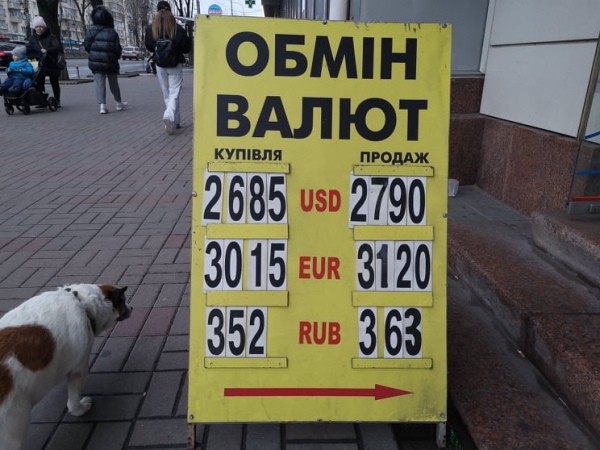 ОБМІН
ВАЛЮТ
КУПІВЛЯ ПРОДАЖ
2685 USD 2790
3015 EUR 3120
352 RUB 363